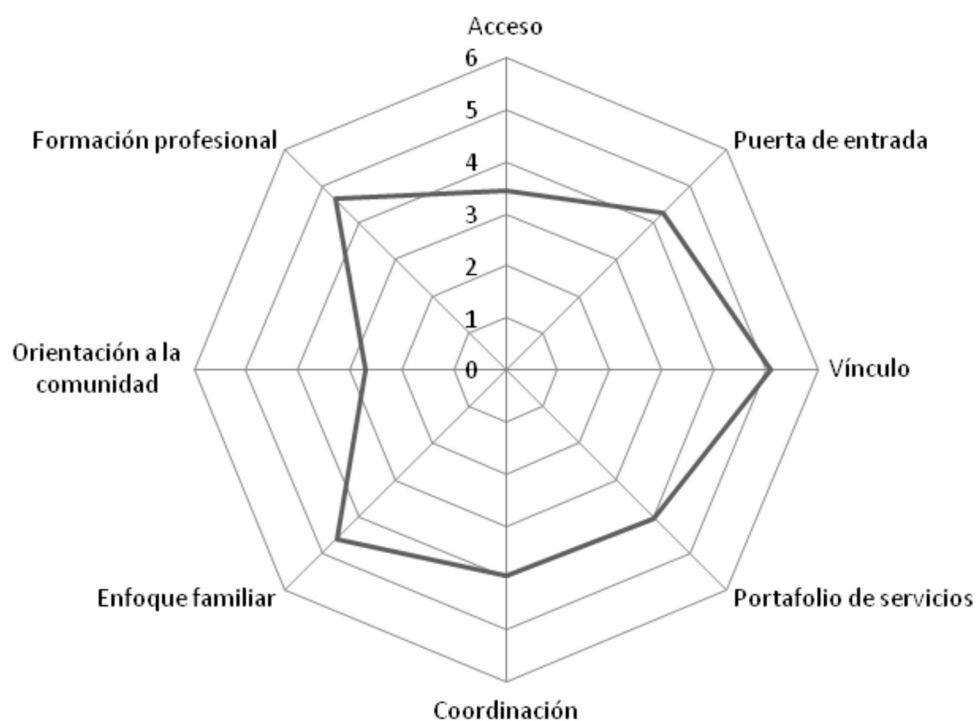 Acceso
6
5
4
3
2
1
0
Formación profesional
Puerta de entrada
Orientación a la
comunidad
Vínculo
Enfoque familiar
Portafolio de servicios
Coordinación